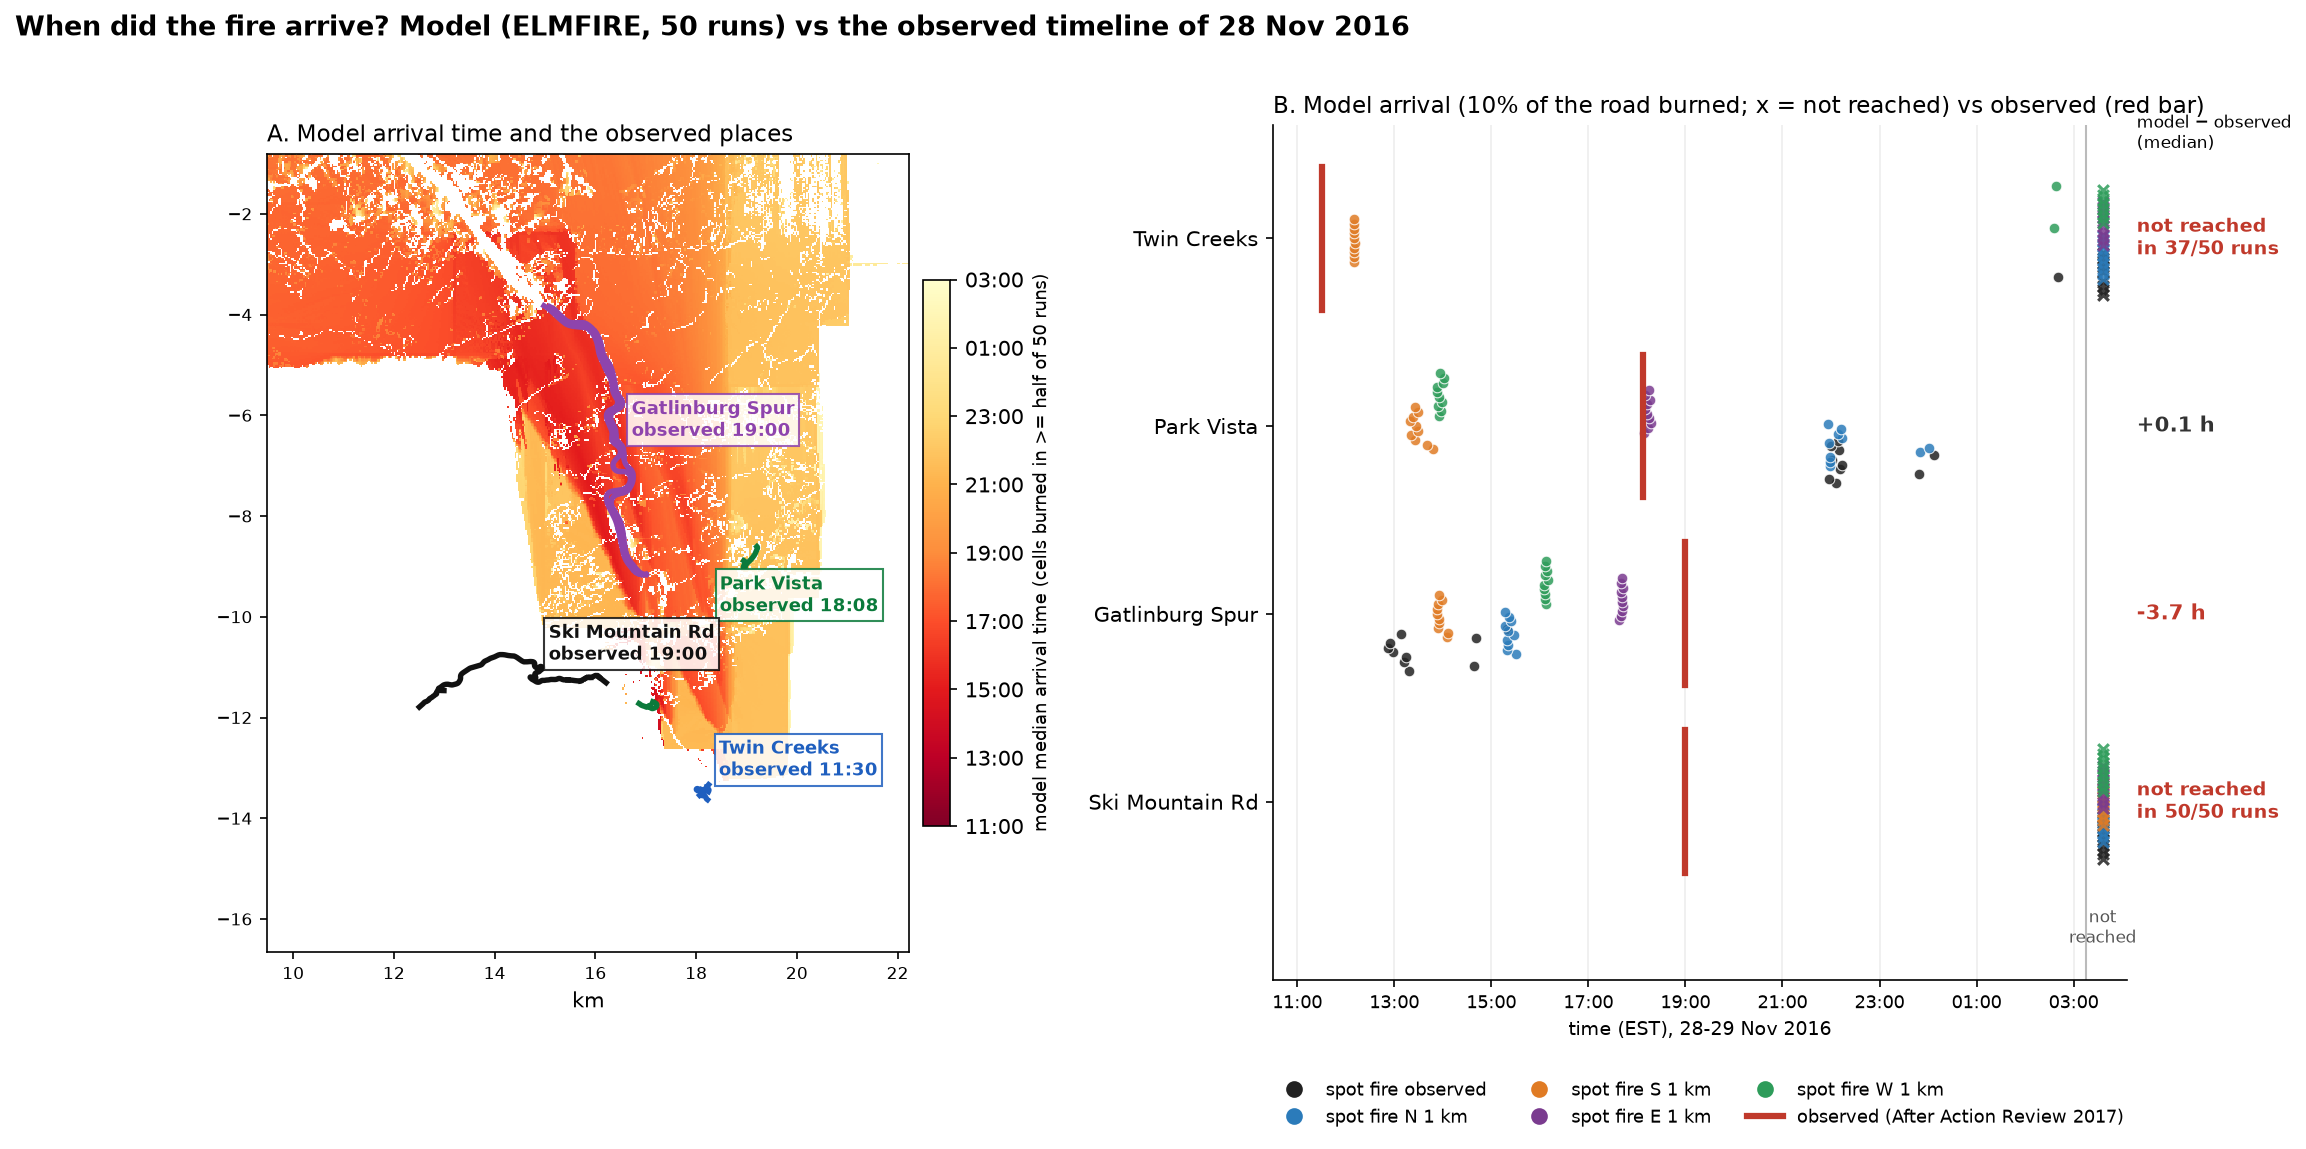 When did the fire arrive? Model (ELMFIRE, 50 runs) vs the observed timeline of 28 Nov 2016
A. Model arrival time and the observed places
−2
−4
−6
−8
−10
−12
−14
−16
10 12 14 16 18 20 22
km
Gatlinburg Spur
observed 19:00
Park Vista
observed 18:08
Ski Mountain Rd
observed 19:00
Twin Creeks
observed 11:30
03:00
01:00
23:00
21:00
19:00
17:00
15:00
13:00
11:00
model median arrival time (cells burned in >= half of 50 runs)
B. Model arrival (10% of the road burned; x = not reached) vs observed (red bar)
model − observed
(median)
Twin Creeks
not reached
in 37/50 runs
Park Vista
+0.1 h
Gatlinburg Spur
-3.7 h
Ski Mountain Rd
not reached
in 50/50 runs
not
reached
11:00 13:00 15:00 17:00 19:00 21:00 23:00 01:00 03:00
time (EST), 28-29 Nov 2016
spot fire observed
spot fire N 1 km
spot fire S 1 km
spot fire E 1 km
spot fire W 1 km
observed (After Action Review 2017)